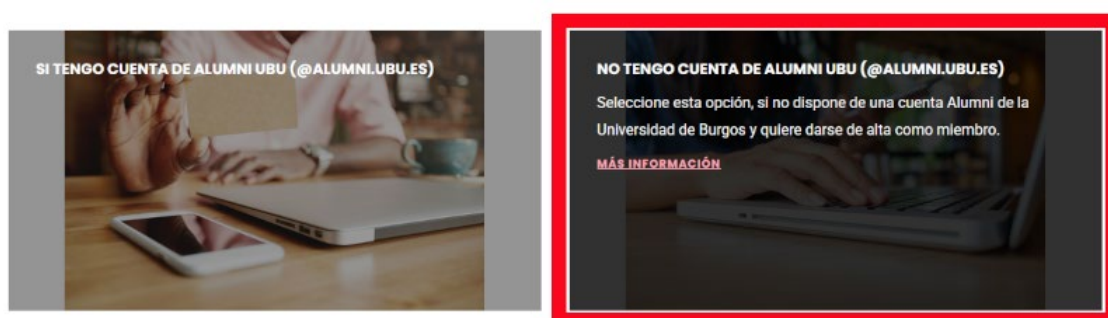 SI TENGO CUENTA DE ALUMNI UBU (@ALUMNI.UBU.ES)
NO TENGO CUENTA DE ALUMNI UBU (@ALUMNI.UBU.ES)
Seleccione esta opción, si no dispone de una cuenta Alumni de la
Universidad de Burgos y quiere darse de alta como miembro.
MÁS INFORMACIÓN